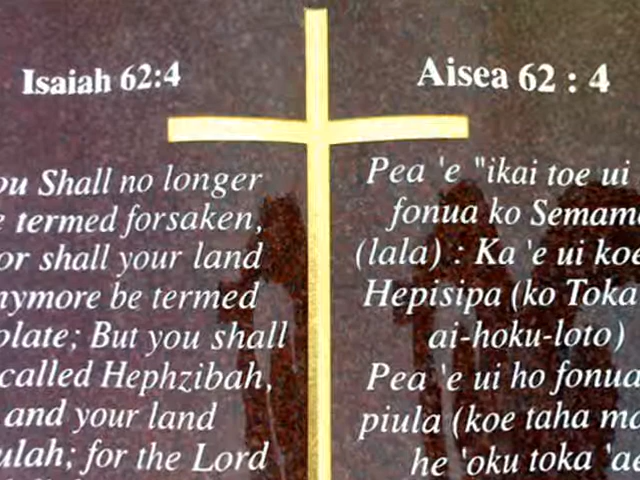 Isaiah 62:4
ou Shall no longer
e termed forsaken,
or shall your land
nymore be termed
olate; But you shall
called Hephzibah,
and your land
ulah; for the Lord
Aisea 62 : 4
Pea 'e "ikai toe ui
fonua ko Semam
(lala) : Ka 'e ui koe
Hepisipa (ko Toka
ai-hoku-loto)
Pea 'e ui ho fonua
piula (koe taha ma
he 'oku toka 'ae